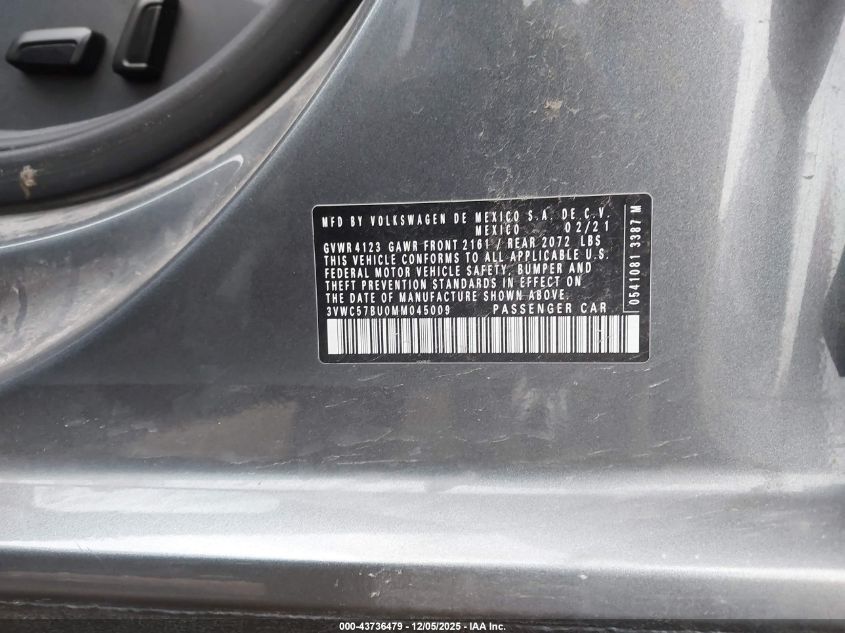 MFD BY VOLKSWAGEN DE MEXICO S.A. DE C.V.
MEXICO 02/21
GVWR 4123 GAWR FRONT 2161 / REAR 2072 LBS
THIS VEHICLE CONFORMS TO ALL APPLICABLE U.S.
FEDERAL MOTOR VEHICLE SAFETY, BUMPER AND
THEFT PREVENTION STANDARDS IN EFFECT ON
THE DATE OF MANUFACTURE SHOWN ABOVE.
3VWC57BU0MM045009 PASSENGER CAR
0541081 3387 M
000-43736479 - 12/05/2025 - IAA Inc.